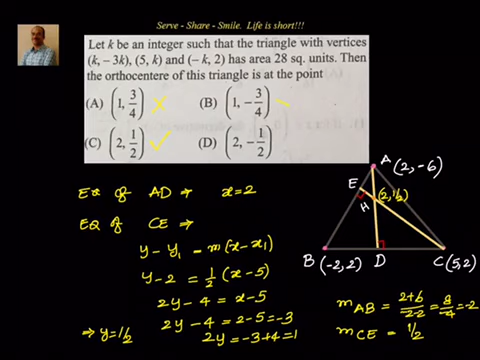 Serve - Share - Smile. Life is short!!!
Let k be an integer such that the triangle with vertices
(k, −3k), (5, k) and (−k, 2) has area 28 sq. units. Then
the orthocentere of this triangle is at the point
(A) (1, 3/4) (B) (1, −3/4)
(C) (2, 1/2) (D) (2, −1/2)
EQ of AD ⇒ x=2
EQ of CE ⇒
y − y₁ = m(x−x₁)
y−2 = 1/2 (x−5)
2y−4 = x−5
2y−4 = 2−5=−3
2y = −3+4=1
⇒ y=1/2
A (2,−6)
E
H
(2,1/2)
B (−2,2) D C (5,2)
m AB = 2+6/-2-2 = 8/-4 = −2
m CE = 1/2